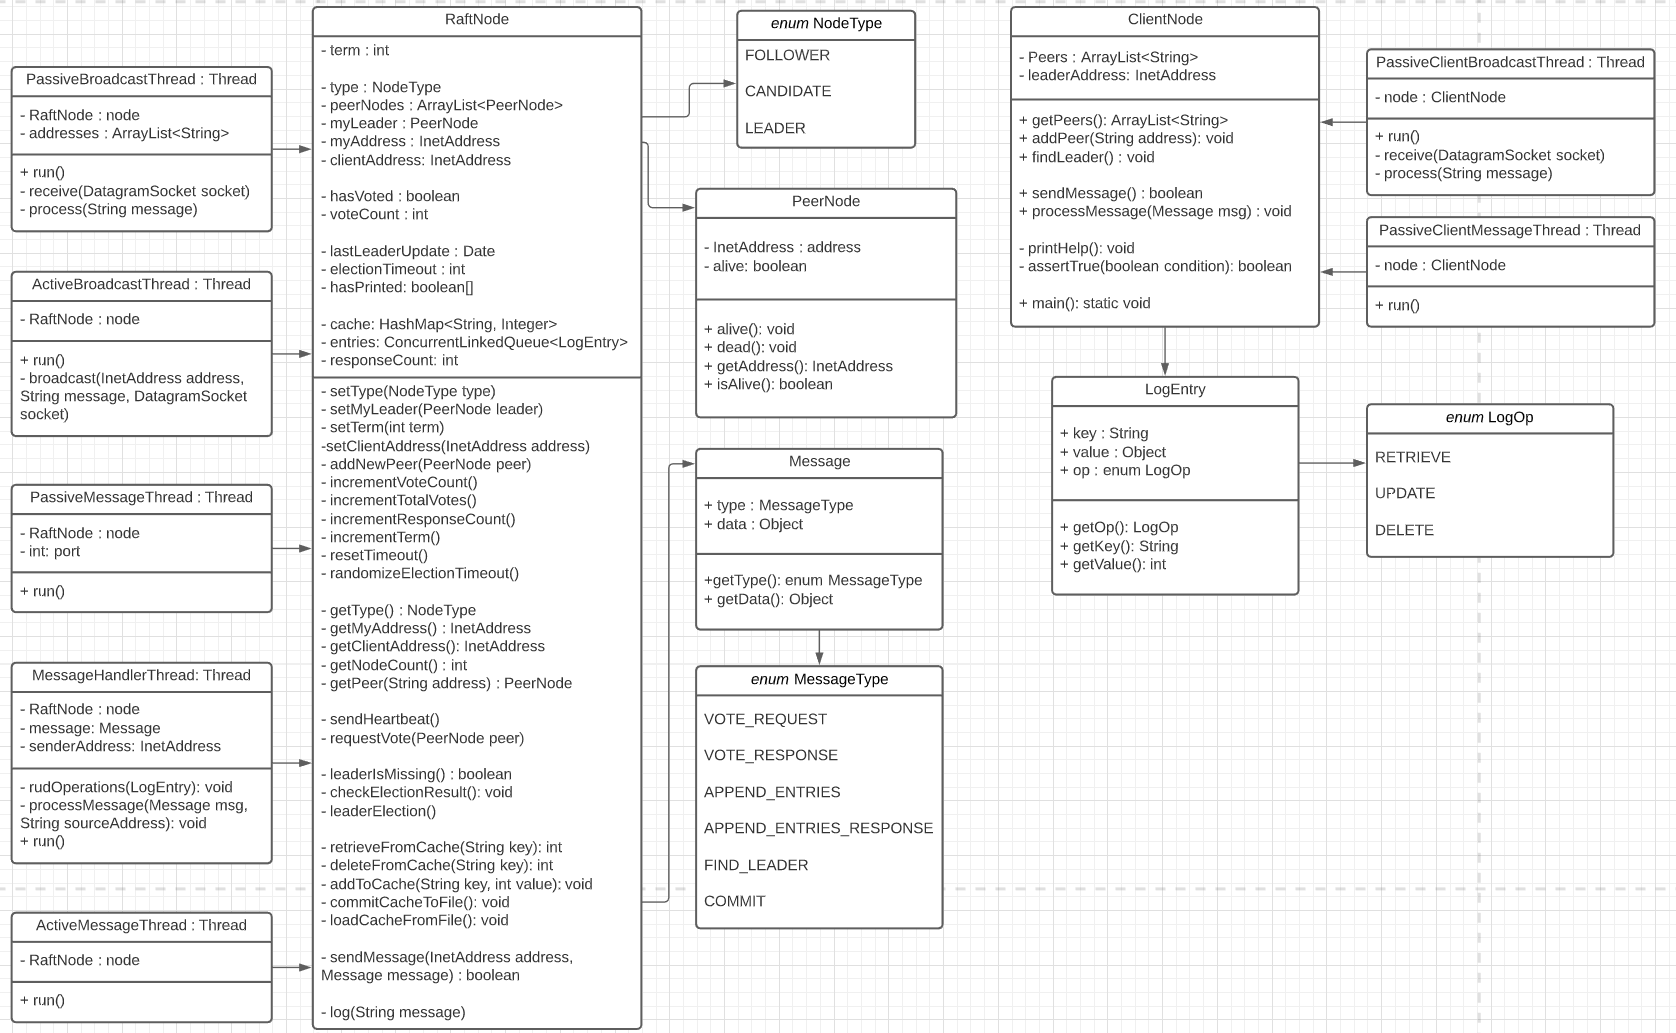 PassiveBroadcastThread : Thread
- RaftNode : node
- addresses : ArrayList<String>
+ run()
- receive(DatagramSocket socket)
- process(String message)
ActiveBroadcastThread : Thread
- RaftNode : node
+ run()
- broadcast(InetAddress address,
String message, DatagramSocket
socket)
PassiveMessageThread : Thread
- RaftNode : node
- int: port
+ run()
MessageHandlerThread: Thread
- RaftNode : node
- message: Message
- senderAddress: InetAddress
- rudOperations(LogEntry): void
- processMessage(Message msg,
String sourceAddress): void
+ run()
ActiveMessageThread : Thread
- RaftNode : node
+ run()
RaftNode
- term : int
- type : NodeType
- peerNodes : ArrayList<PeerNode>
- myLeader : PeerNode
- myAddress : InetAddress
- clientAddress: InetAddress
- hasVoted : boolean
- voteCount : int
- lastLeaderUpdate : Date
- electionTimeout : int
- hasPrinted: boolean[]
- cache: HashMap<String, Integer>
- entries: ConcurrentLinkedQueue<LogEntry>
- responseCount: int
- setType(NodeType type)
- setMyLeader(PeerNode leader)
- setTerm(int term)
-setClientAddress(InetAddress address)
- addNewPeer(PeerNode peer)
- incrementVoteCount()
- incrementTotalVotes()
- incrementResponseCount()
- incrementTerm()
- resetTimeout()
- randomizeElectionTimeout()
- getType() : NodeType
- getMyAddress() : InetAddress
- getClientAddress(): InetAddress
- getNodeCount() : int
- getPeer(String address) : PeerNode
- sendHeartbeat()
- requestVote(PeerNode peer)
- leaderIsMissing() : boolean
- checkElectionResult(): void
- leaderElection()
- retrieveFromCache(String key): int
- deleteFromCache(String key): int
- addToCache(String key, int value): void
- commitCacheToFile(): void
- loadCacheFromFile(): void
- sendMessage(InetAddress address,
Message message) : boolean
- log(String message)
enum NodeType
FOLLOWER
CANDIDATE
LEADER
PeerNode
- InetAddress : address
- alive: boolean
+ alive(): void
+ dead(): void
+ getAddress(): InetAddress
+ isAlive(): boolean
Message
+ type : MessageType
+ data : Object
+getType(): enum MessageType
+ getData(): Object
enum MessageType
VOTE_REQUEST
VOTE_RESPONSE
APPEND_ENTRIES
APPEND_ENTRIES_RESPONSE
FIND_LEADER
COMMIT
ClientNode
- Peers : ArrayList<String>
- leaderAddress: InetAddress
+ getPeers(): ArrayList<String>
+ addPeer(String address): void
+ findLeader() : void
+ sendMessage() : boolean
+ processMessage(Message msg) : void
- printHelp(): void
- assertTrue(boolean condition): boolean
+ main(): static void
LogEntry
+ key : String
+ value : Object
+ op : enum LogOp
+ getOp(): LogOp
+ getKey(): String
+ getValue(): int
PassiveClientBroadcastThread : Thread
- node : ClientNode
+ run()
- receive(DatagramSocket socket)
- process(String message)
PassiveClientMessageThread : Thread
- node : ClientNode
+ run()
enum LogOp
RETRIEVE
UPDATE
DELETE